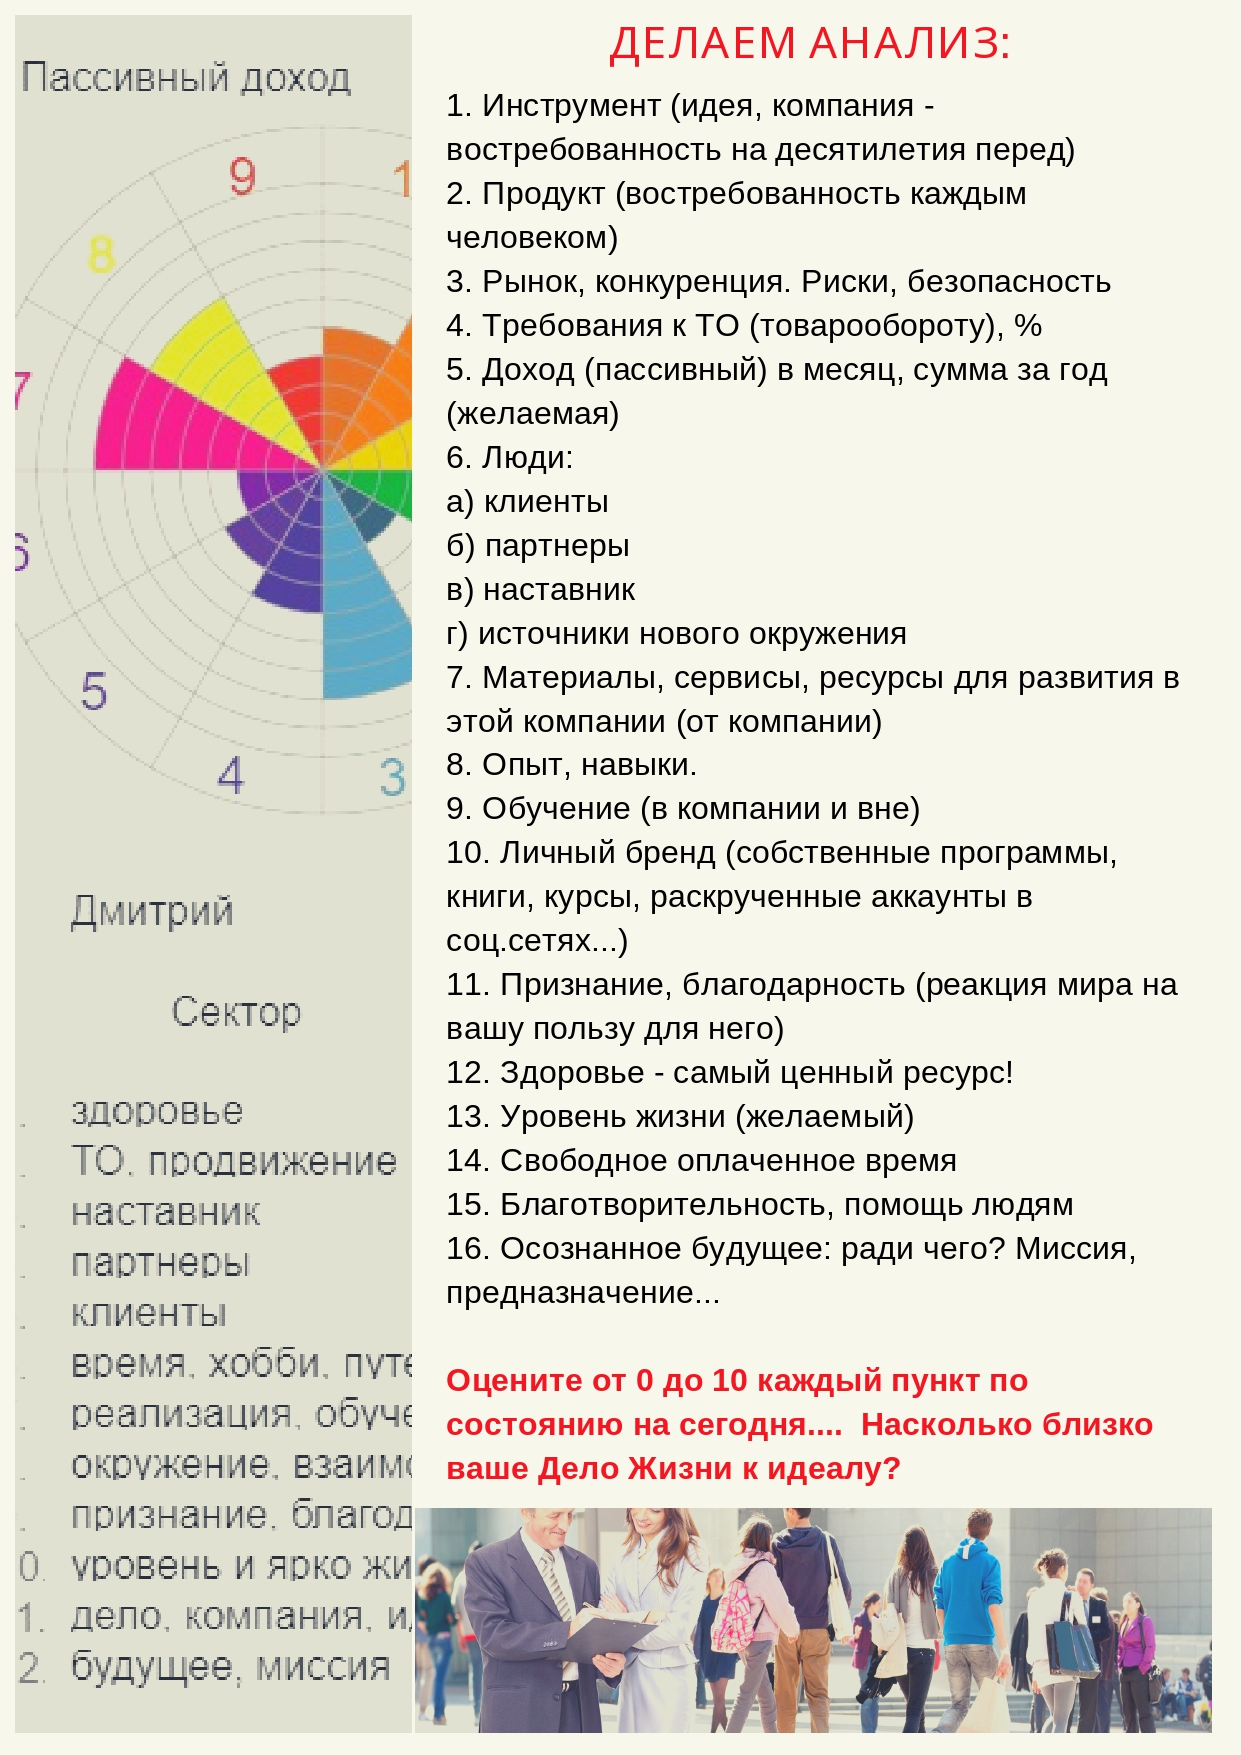 Пассивный доход
9
1
8
7
6
5
4
3
Дмитрий
Сектор
. здоровье
. ТО, продвижение
. наставник
. партнеры
. клиенты
. время, хобби, путе
. реализация, обуче
. окружение, взаимо
. признание, благод
0. уровень и ярко жи
1. дело, компания, ид
2. будущее, миссия
ДЕЛАЕМ АНАЛИЗ:
1. Инструмент (идея, компания -
востребованность на десятилетия перед)
2. Продукт (востребованность каждым
человеком)
3. Рынок, конкуренция. Риски, безопасность
4. Требования к ТО (товарообороту), %
5. Доход (пассивный) в месяц, сумма за год
(желаемая)
6. Люди:
а) клиенты
б) партнеры
в) наставник
г) источники нового окружения
7. Материалы, сервисы, ресурсы для развития в
этой компании (от компании)
8. Опыт, навыки.
9. Обучение (в компании и вне)
10. Личный бренд (собственные программы,
книги, курсы, раскрученные аккаунты в
соц.сетях...)
11. Признание, благодарность (реакция мира на
вашу пользу для него)
12. Здоровье - самый ценный ресурс!
13. Уровень жизни (желаемый)
14. Свободное оплаченное время
15. Благотворительность, помощь людям
16. Осознанное будущее: ради чего? Миссия,
предназначение...
Оцените от 0 до 10 каждый пункт по
состоянию на сегодня.... Насколько близко
ваше Дело Жизни к идеалу?